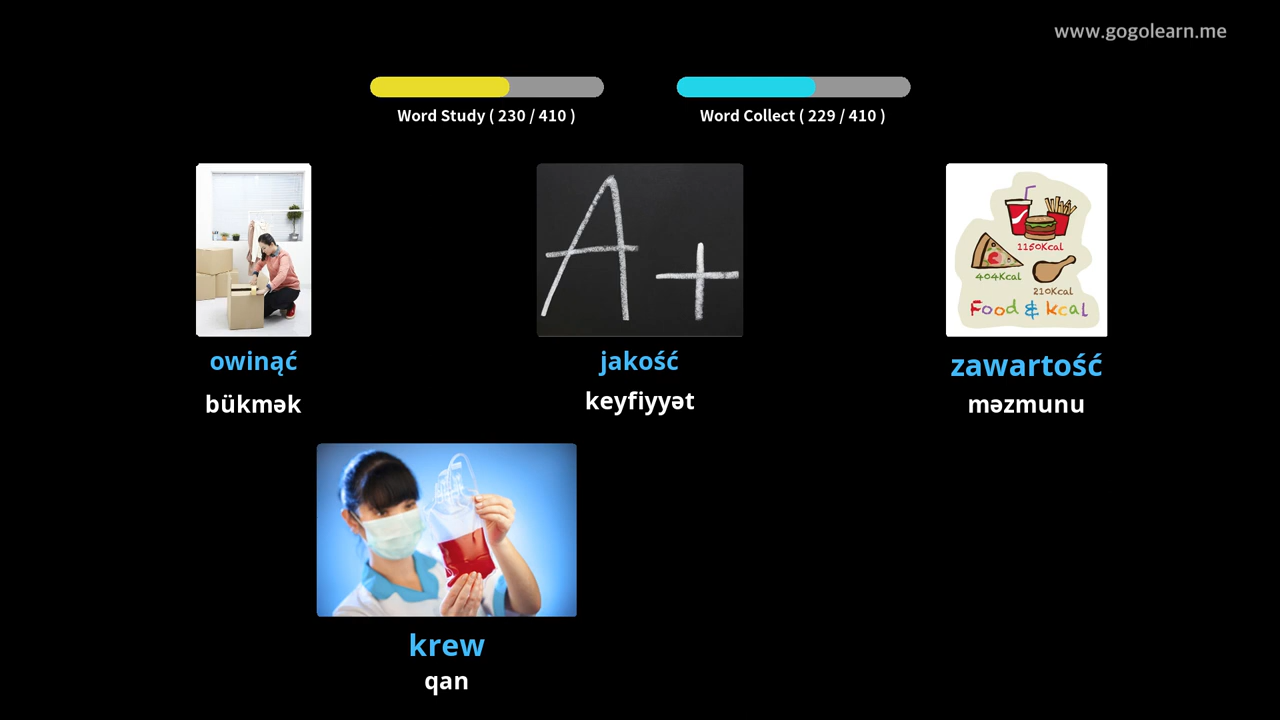 www.gogolearn.me
Word Study ( 230 / 410 )
Word Collect ( 229 / 410 )
A+
1150Kcal
404Kcal
210Kcal
Food & kcal
owinąć
jakość
zawartość
bükmək
keyfiyyət
məzmunu
krew
qan